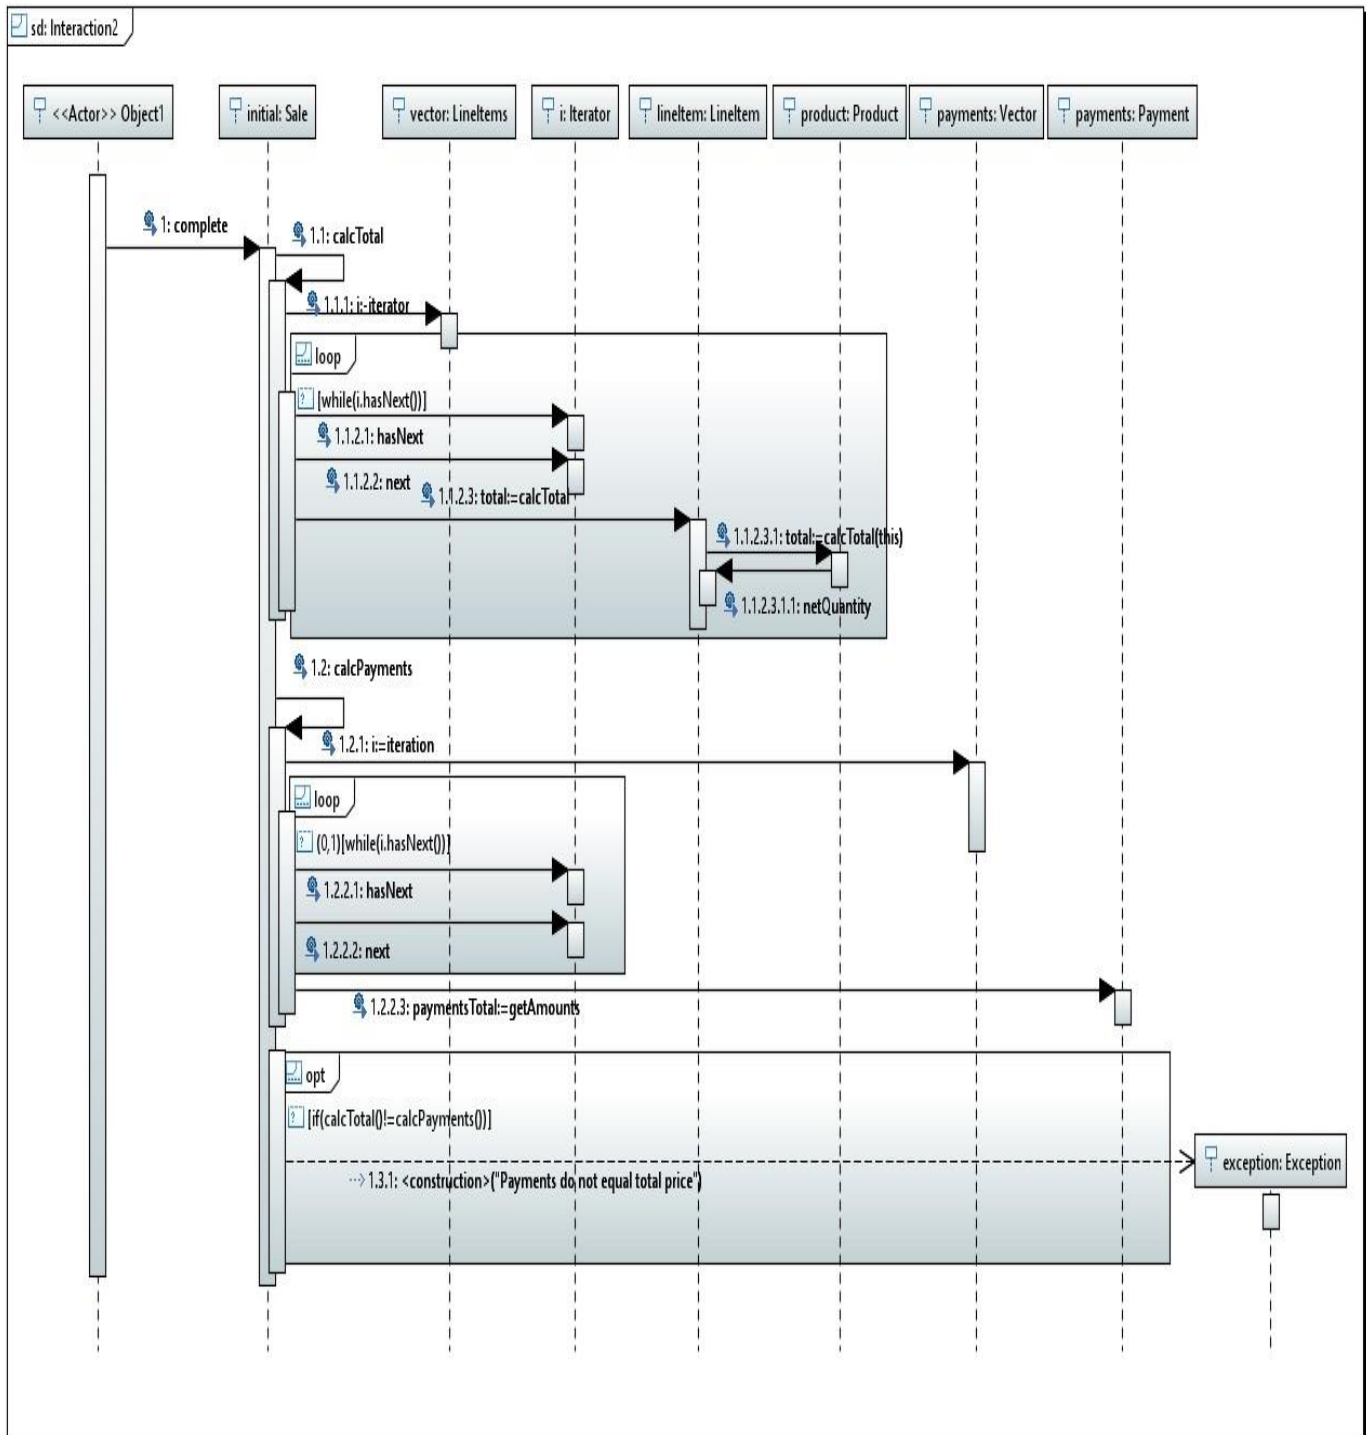 sd: Interaction2
<<Actor>> Object1
initial: Sale
vector: LineItems
i: Iterator
lineItem: LineItem
product: Product
payments: Vector
payments: Payment
1: complete
1.1: calcTotal
1.1.1: i:-iterator
loop
[while(i.hasNext())]
1.1.2.1: hasNext
1.1.2.2: next
1.1.2.3: total:=calcTotal
1.1.2.3.1: total:=calcTotal(this)
1.1.2.3.1.1: netQuantity
1.2: calcPayments
1.2.1: i:=iteration
loop
(0,1)[while(i.hasNext())]
1.2.2.1: hasNext
1.2.2.2: next
1.2.2.3: paymentsTotal:=getAmounts
opt
[if(calcTotal()!=calcPayments())]
exception: Exception
1.3.1: <construction>("Payments do not equal total price")